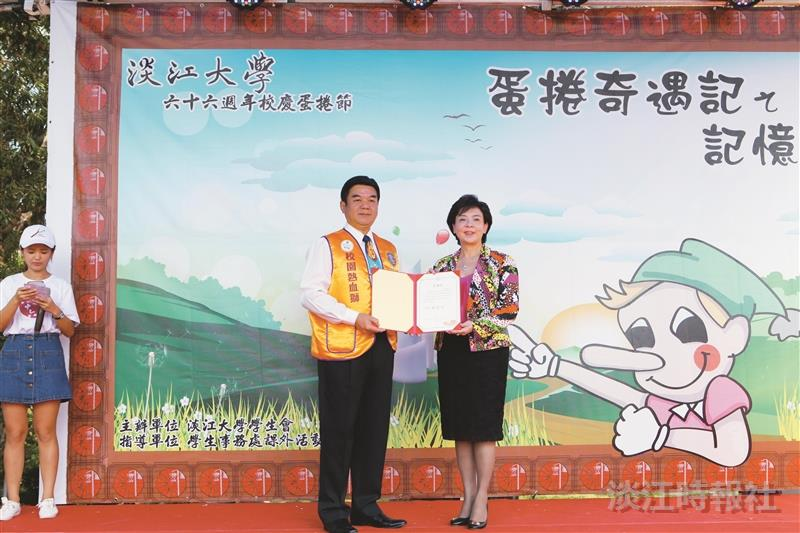 淡江大學
六十六週年校慶蛋捲節
蛋捲奇遇記之
記憶
校園熱血獅
主辦單位 淡江大學學生會
指導單位 學生事務處課外活
淡江時報社